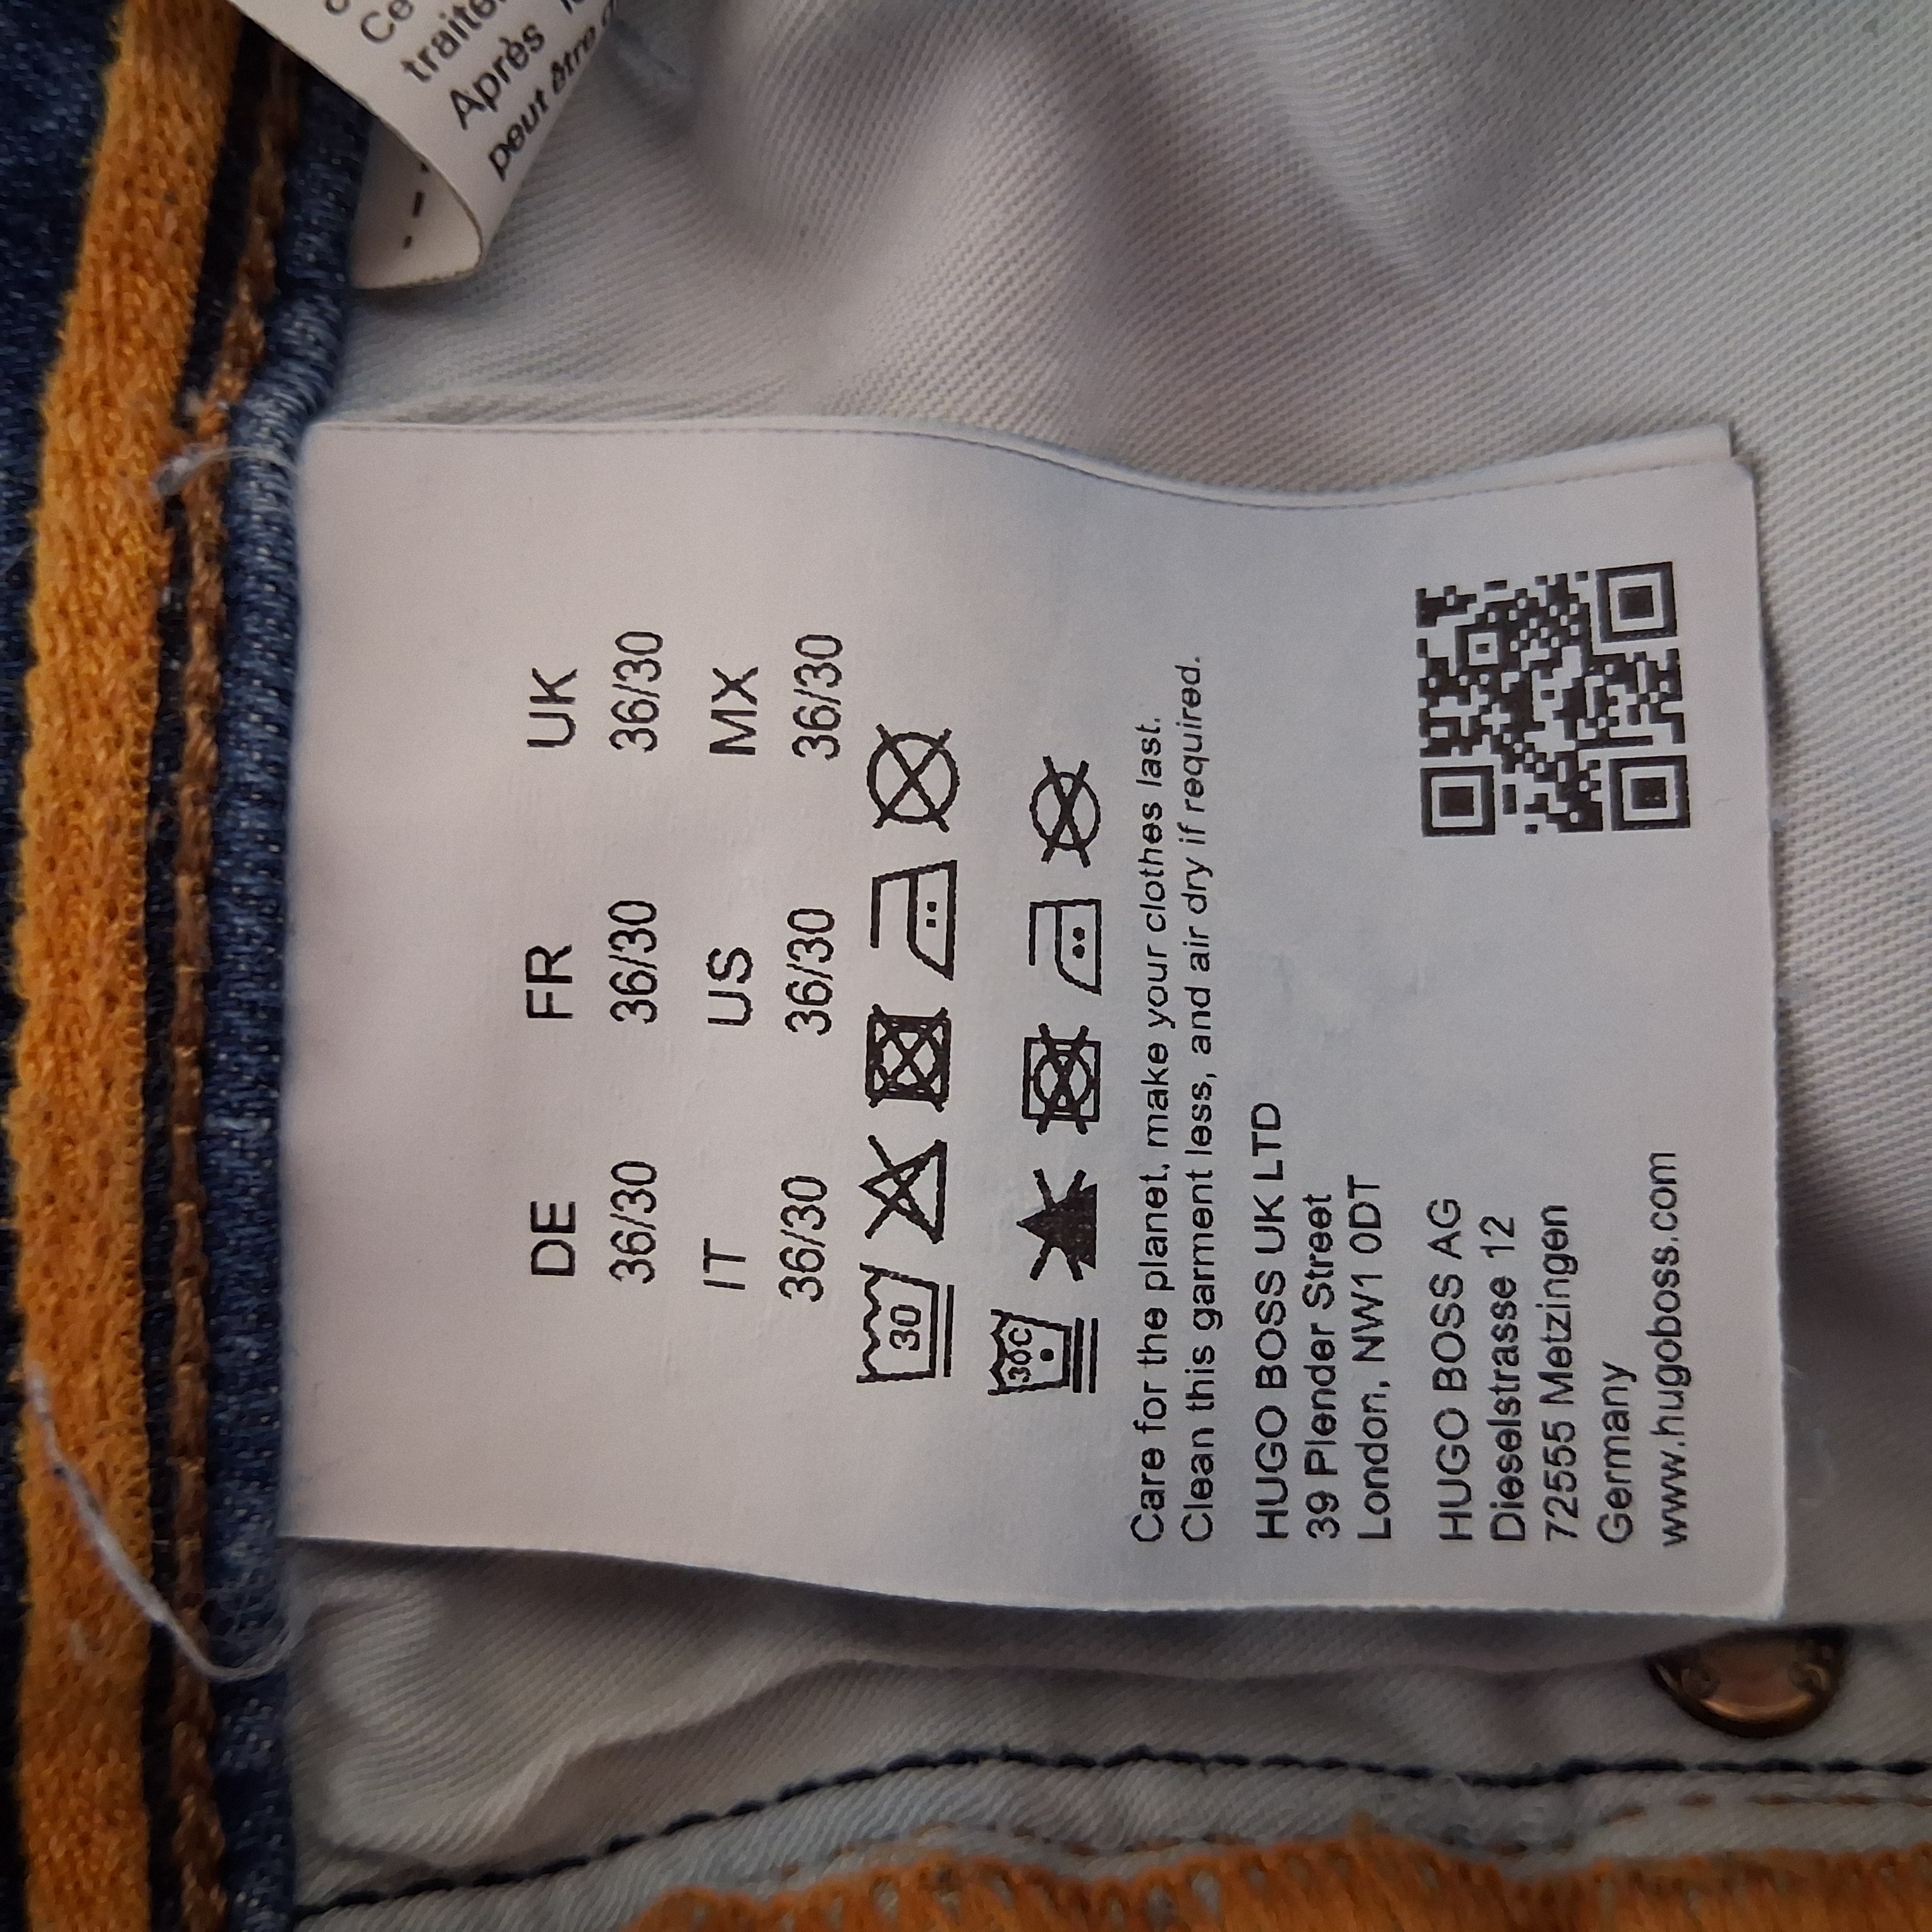 Ce
traite
Après
peut être
DE FR UK
36/30 36/30 36/30
IT US MX
36/30 36/30 36/30
30
30C
Care for the planet, make your clothes last.
Clean this garment less, and air dry if required.
HUGO BOSS UK LTD
39 Plender Street
London, NW1 0DT
HUGO BOSS AG
Dieselstrasse 12
72555 Metzingen
Germany
www.hugoboss.com